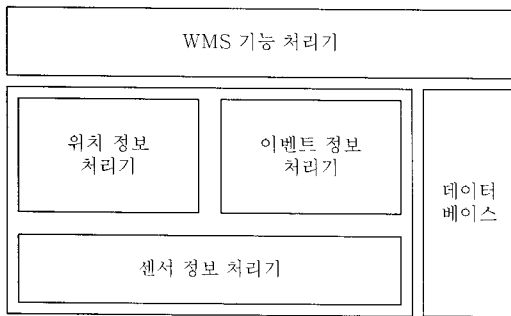 WMS 기능 처리기
위치 정보
처리기
이벤트 정보
처리기
데이터
베이스
센서 정보 처리기